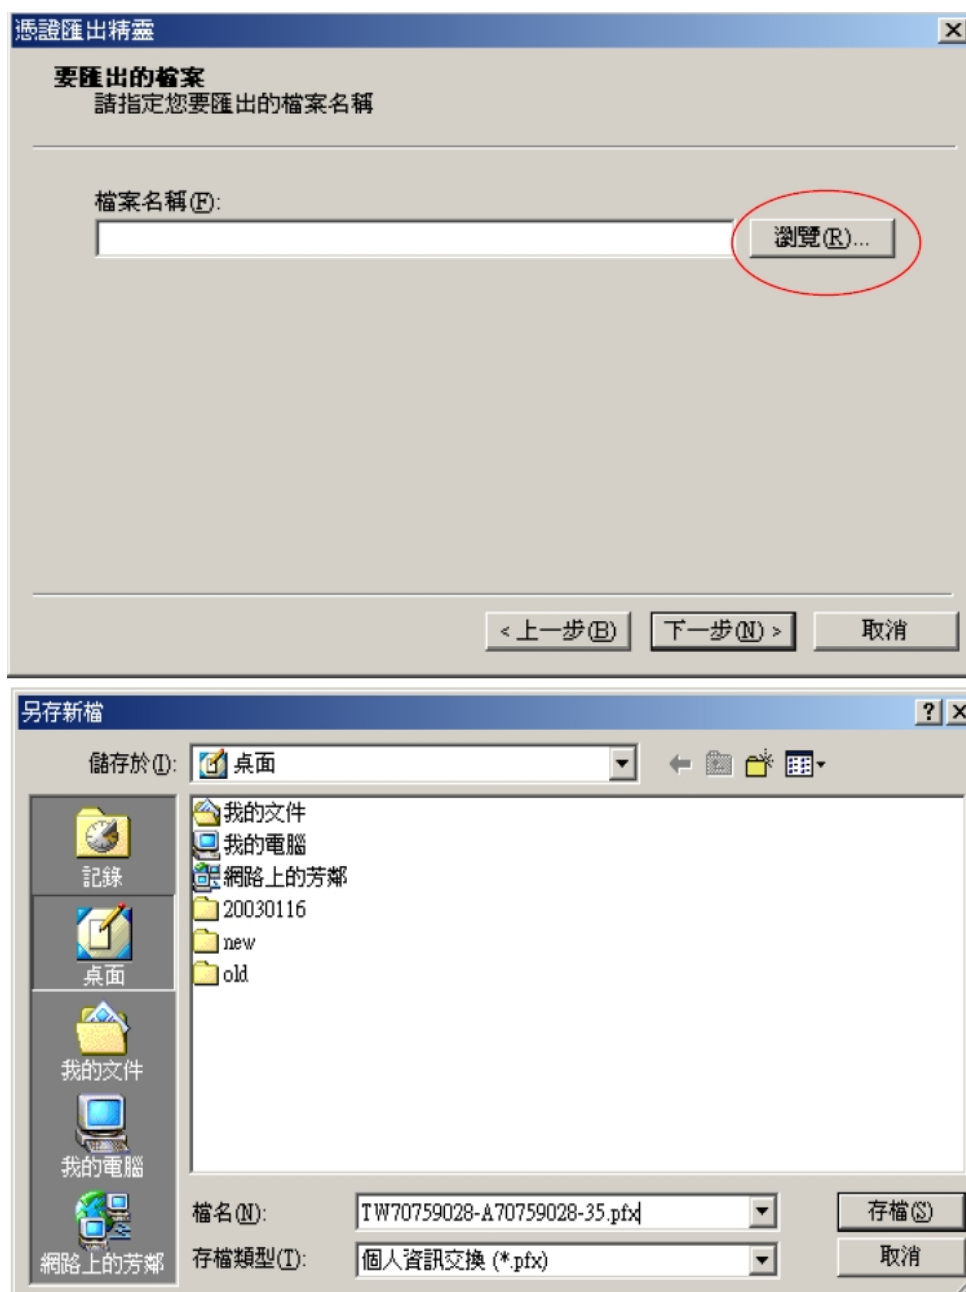 憑證匯出精靈
要匯出的檔案
請指定您要匯出的檔案名稱
檔案名稱(F):
瀏覽(R)...
<上一步(B)
下一步(N) >
取消
另存新檔
儲存於(I):
桌面
我的文件
我的電腦
網路上的芳鄰
20030116
new
old
記錄
桌面
我的文件
我的電腦
網路上的芳鄰
檔名(N):
TW70759028-A70759028-35.pfx
存檔(S)
存檔類型(T):
個人資訊交換 (*.pfx)
取消